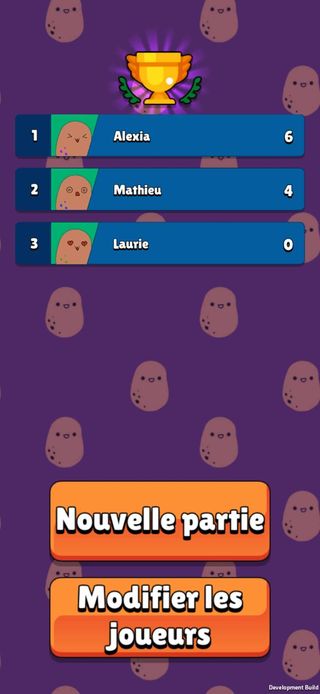 1 Alexia 6
2 Mathieu 4
3 Laurie 0
Nouvelle partie
Modifier les
joueurs
Development Build